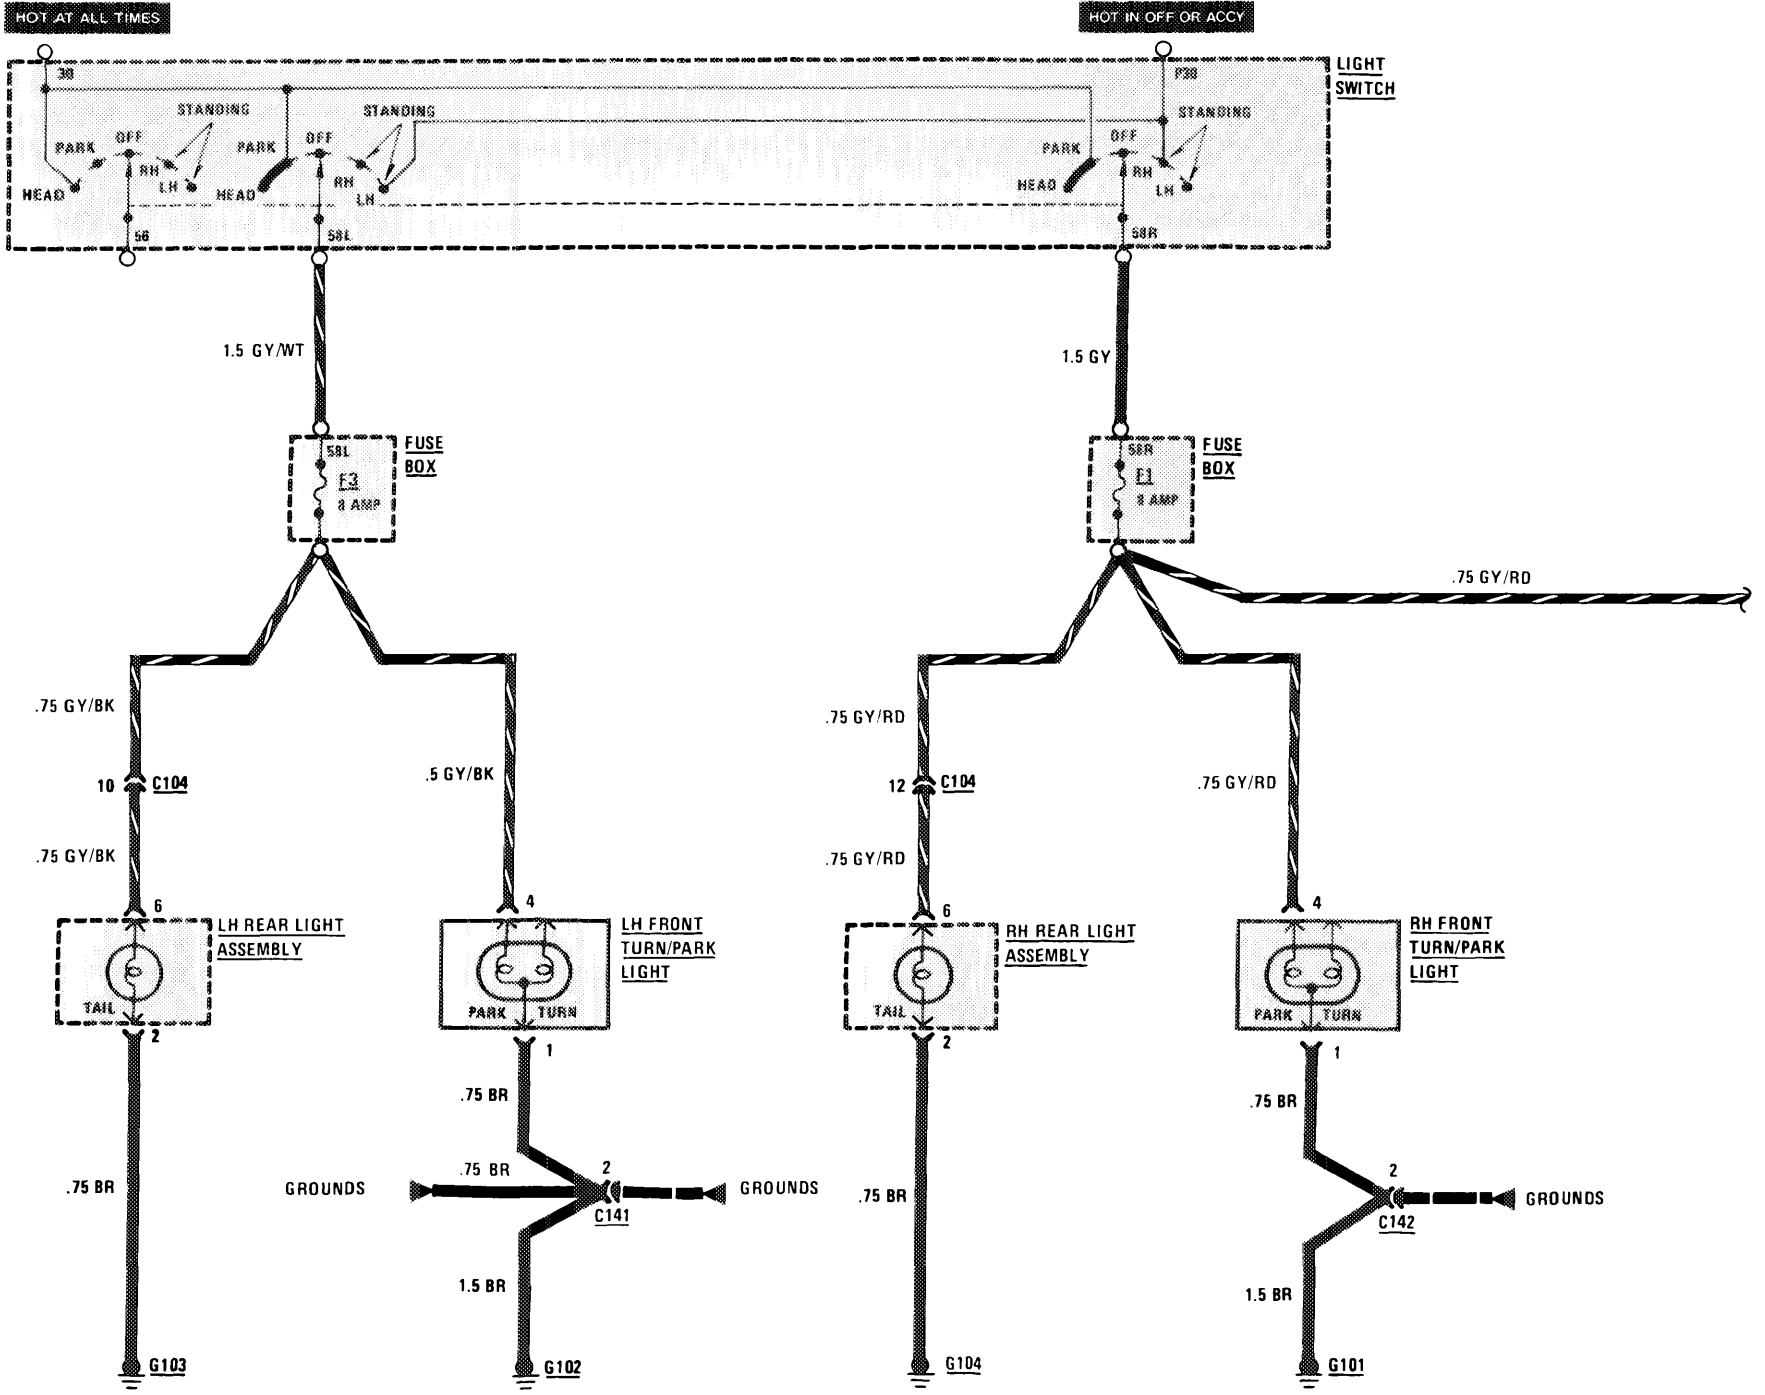 HOT AT ALL TIMES
HOT IN OFF OR ACCY
30
P30
LIGHT
SWITCH
STANDING
STANDING
STANDING
OFF
PARK
RH
LH
HEAD
OFF
PARK
RH
LH
HEAD
OFF
PARK
RH
LH
HEAD
56
58L
58R
1.5 GY/WT
1.5 GY
58L
F3
8 AMP
FUSE
BOX
58R
F1
8 AMP
FUSE
BOX
.75 GY/RD
.75 GY/BK
.5 GY/BK
.75 GY/RD
.75 GY/RD
10
C104
12
C104
.75 GY/BK
.75 GY/RD
6
4
6
4
LH REAR LIGHT
ASSEMBLY
TAIL
LH FRONT
TURN/PARK
LIGHT
PARK
TURN
RH REAR LIGHT
ASSEMBLY
TAIL
RH FRONT
TURN/PARK
LIGHT
PARK
TURN
2
1
2
1
.75 BR
.75 BR
.75 BR
GROUNDS
.75 BR
2
C141
GROUNDS
.75 BR
2
C142
GROUNDS
1.5 BR
1.5 BR
G103
G102
G104
G101